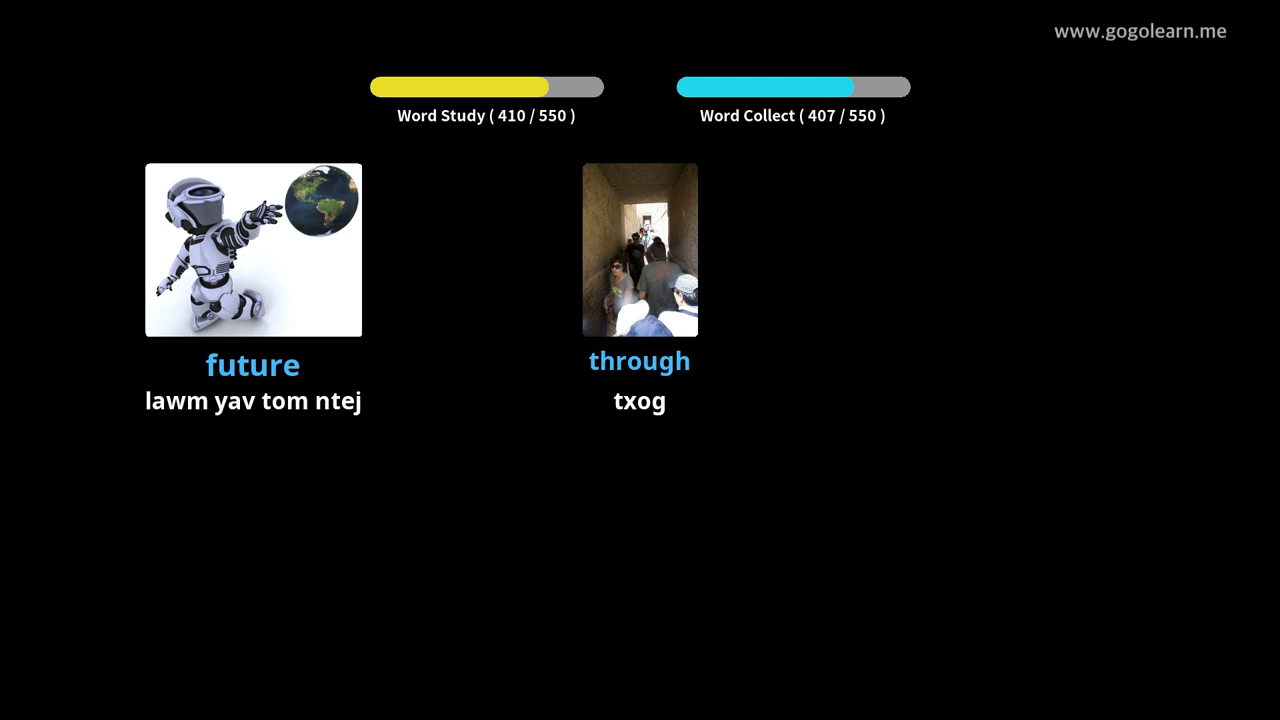 www.gogolearn.me
Word Study ( 410 / 550 )
Word Collect ( 407 / 550 )
future
lawm yav tom ntej
through
txog